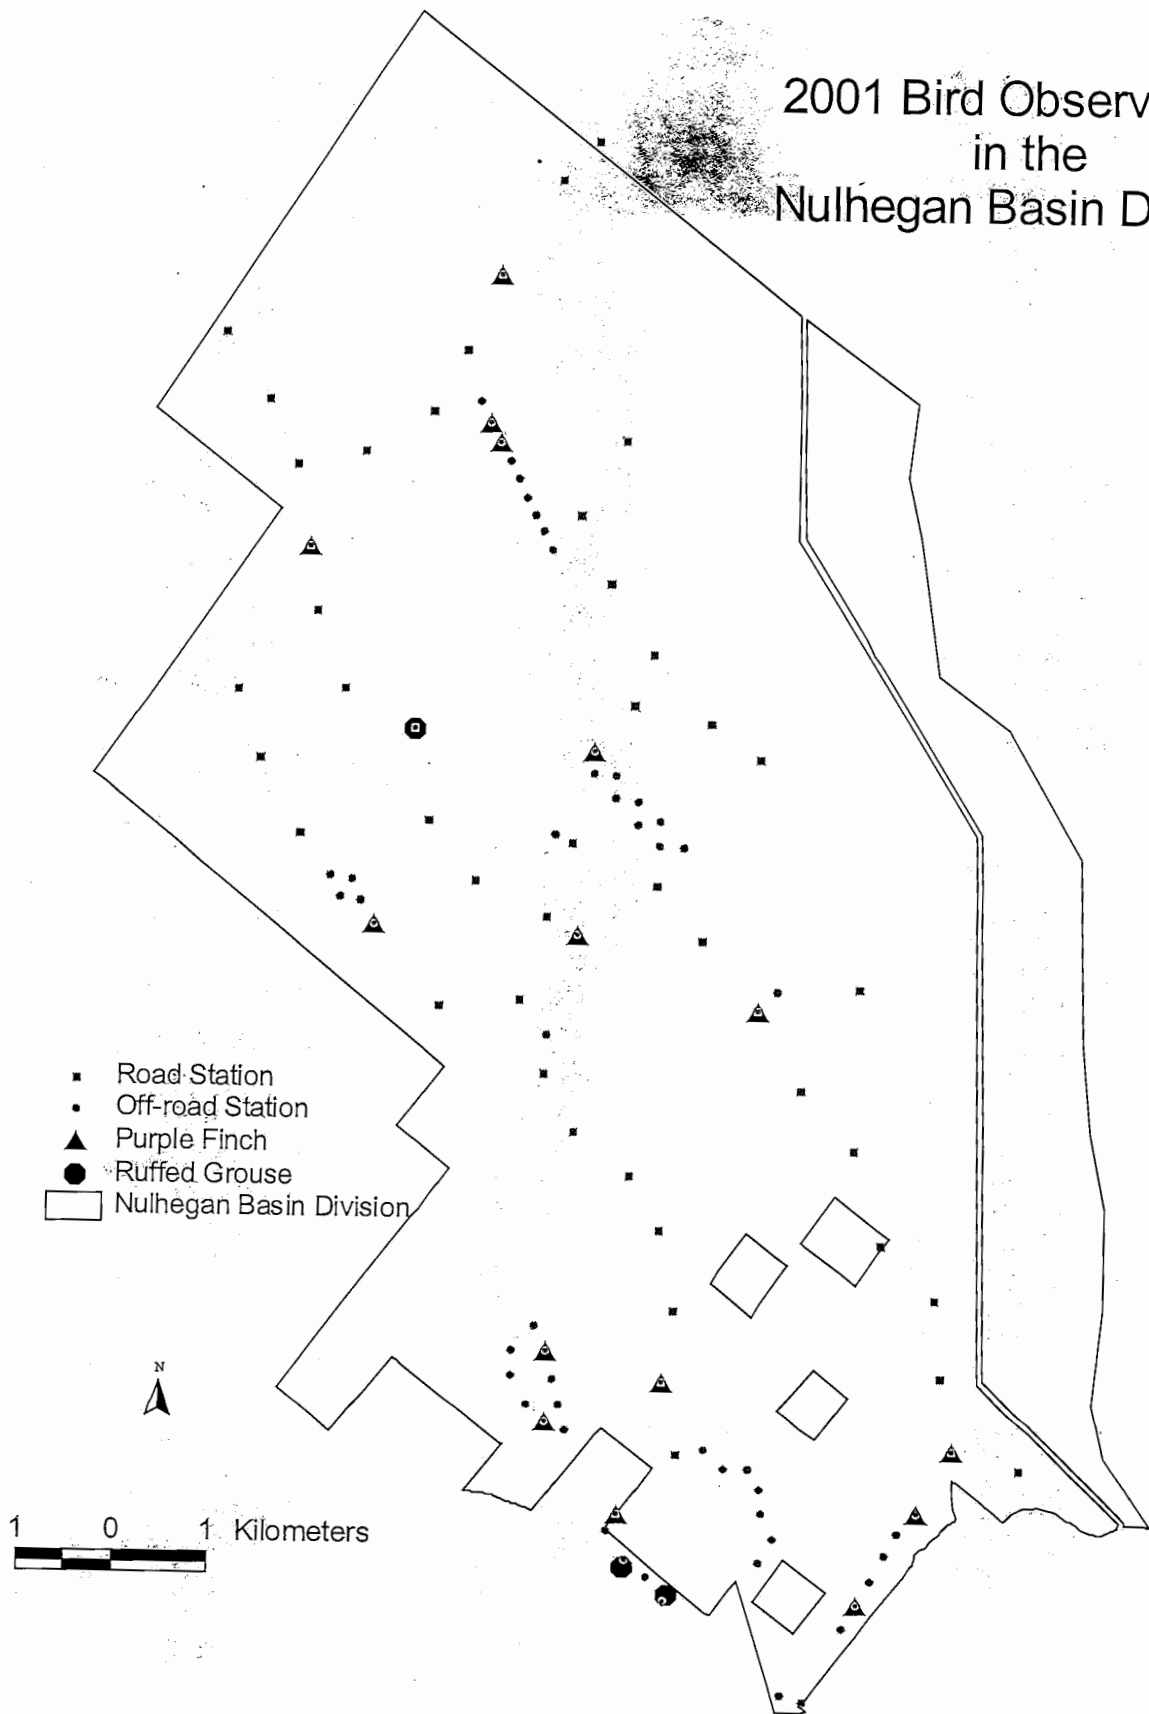 2001 Bird Observ
in the
Nulhegan Basin D
Road Station
Off-road Station
Purple Finch
Ruffed Grouse
Nulhegan Basin Division
N
1 0 1 Kilometers